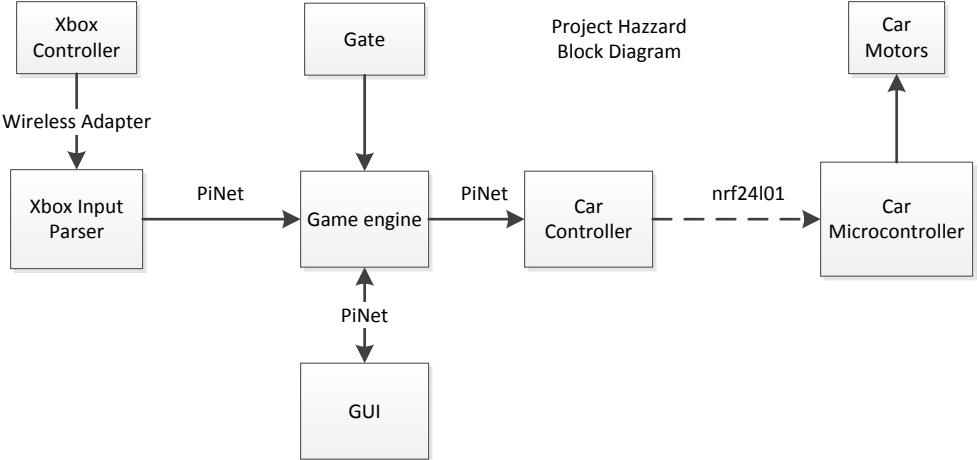 Xbox
Controller
Gate
Project Hazzard
Block Diagram
Car
Motors
Wireless Adapter
Xbox Input
Parser
PiNet
Game engine
PiNet
Car
Controller
nrf24l01
Car
Microcontroller
PiNet
GUI